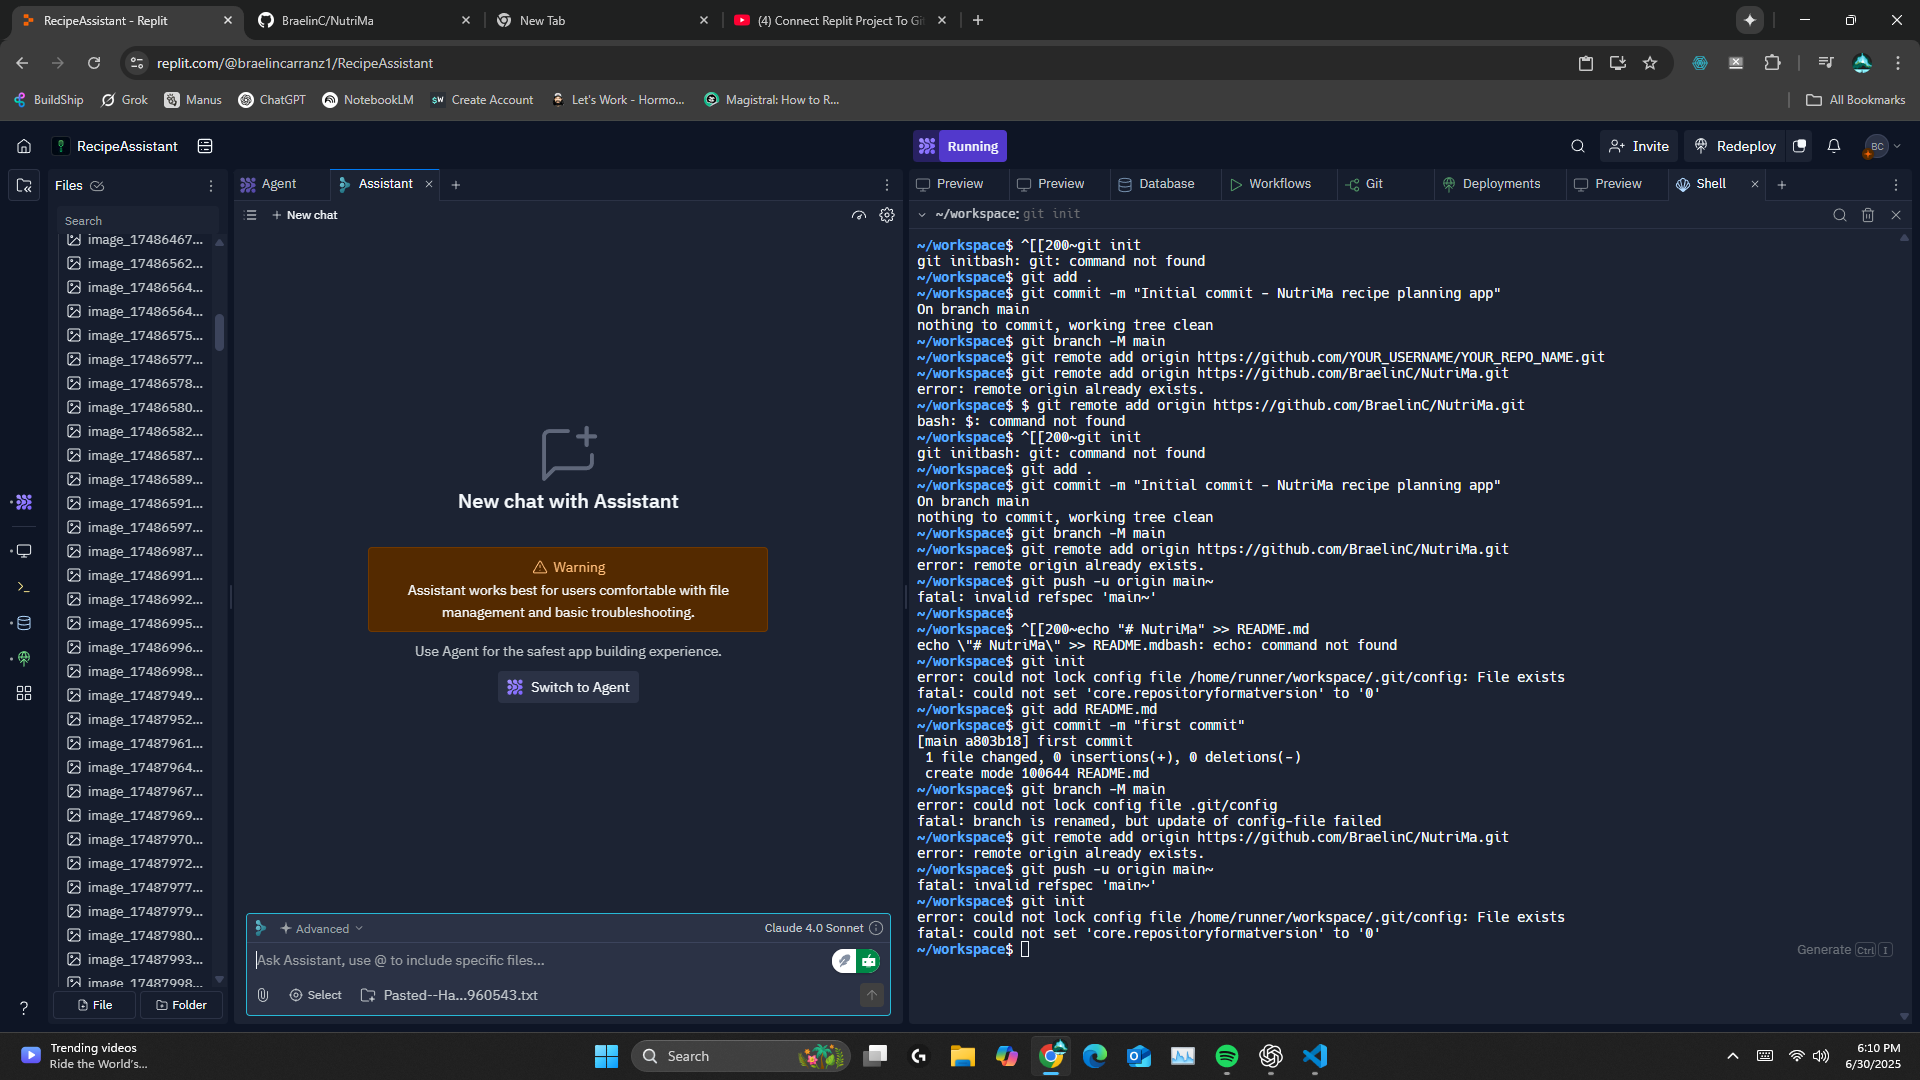 RecipeAssistant - Replit
BraelinC/NutriMa
New Tab
(4) Connect Replit Project To Gi
replit.com/@braelincarranz1/RecipeAssistant
BuildShip
Grok
Manus
ChatGPT
NotebookLM
Create Account
Let's Work - Hormo...
Magistral: How to R...
All Bookmarks
RecipeAssistant
Running
Invite
Redeploy
BC
Files
Agent
Assistant
Preview
Preview
Database
Workflows
Git
Deployments
Preview
Shell
Search
New chat
~/workspace: git init
image_17486467...
image_17486562...
image_17486564...
image_17486564...
image_17486575...
image_17486577...
image_17486578...
image_17486580...
image_17486582...
image_17486587...
image_17486589...
image_17486591...
image_17486597...
image_17486987...
image_17486991...
image_17486992...
image_17486995...
image_17486996...
image_17486998...
image_17487949...
image_17487952...
image_17487961...
image_17487964...
image_17487967...
image_17487969...
image_17487970...
image_17487972...
image_17487977...
image_17487979...
image_17487980...
image_17487993...
image_17487998...
File
Folder
New chat with Assistant
Warning
Assistant works best for users comfortable with file
management and basic troubleshooting.
Use Agent for the safest app building experience.
Switch to Agent
Advanced
Claude 4.0 Sonnet
Ask Assistant, use @ to include specific files...
Select
Pasted--Ha...960543.txt
~/workspace$ ^[[200~git init
git initbash: git: command not found
~/workspace$ git add .
~/workspace$ git commit -m "Initial commit - NutriMa recipe planning app"
On branch main
nothing to commit, working tree clean
~/workspace$ git branch -M main
~/workspace$ git remote add origin https://github.com/YOUR_USERNAME/YOUR_REPO_NAME.git
~/workspace$ git remote add origin https://github.com/BraelinC/NutriMa.git
error: remote origin already exists.
~/workspace$ $ git remote add origin https://github.com/BraelinC/NutriMa.git
bash: $: command not found
~/workspace$ ^[[200~git init
git initbash: git: command not found
~/workspace$ git add .
~/workspace$ git commit -m "Initial commit - NutriMa recipe planning app"
On branch main
nothing to commit, working tree clean
~/workspace$ git branch -M main
~/workspace$ git remote add origin https://github.com/BraelinC/NutriMa.git
error: remote origin already exists.
~/workspace$ git push -u origin main~
fatal: invalid refspec 'main~'
~/workspace$
~/workspace$ ^[[200~echo "# NutriMa" >> README.md
echo \"# NutriMa\" >> README.mdbash: echo: command not found
~/workspace$ git init
error: could not lock config file /home/runner/workspace/.git/config: File exists
fatal: could not set 'core.repositoryformatversion' to '0'
~/workspace$ git add README.md
~/workspace$ git commit -m "first commit"
[main a803b18] first commit
1 file changed, 0 insertions(+), 0 deletions(-)
create mode 100644 README.md
~/workspace$ git branch -M main
error: could not lock config file .git/config
fatal: branch is renamed, but update of config-file failed
~/workspace$ git remote add origin https://github.com/BraelinC/NutriMa.git
error: remote origin already exists.
~/workspace$ git push -u origin main~
fatal: invalid refspec 'main~'
~/workspace$ git init
error: could not lock config file /home/runner/workspace/.git/config: File exists
fatal: could not set 'core.repositoryformatversion' to '0'
~/workspace$
Generate Ctrl I
Trending videos
Ride the World's...
Search
6:10 PM
6/30/2025